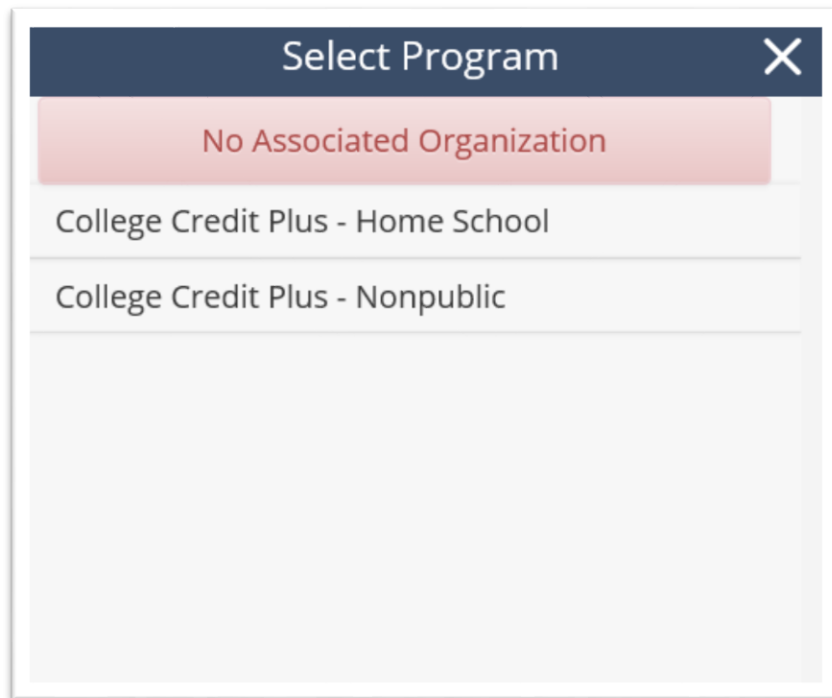 Select Program
No Associated Organization
College Credit Plus - Home School
College Credit Plus - Nonpublic